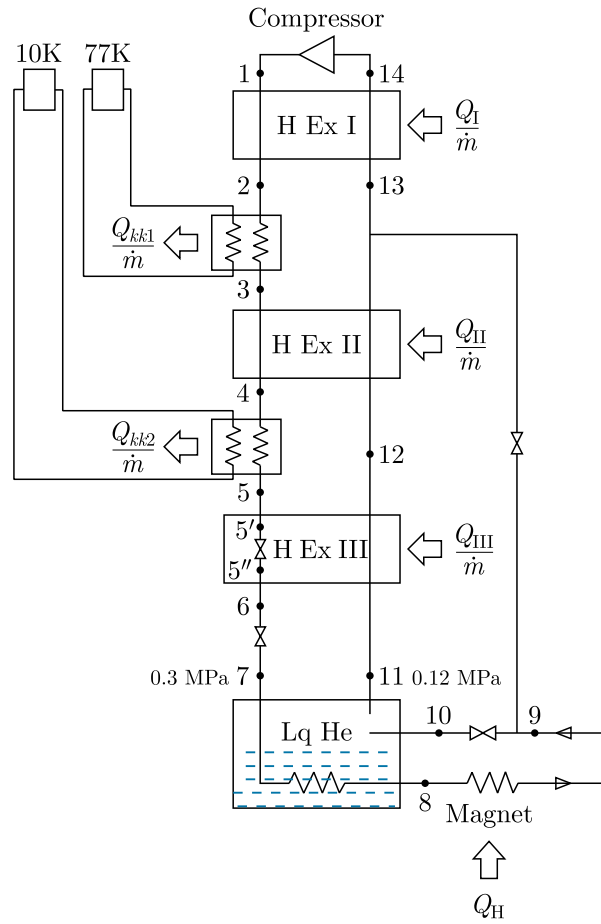 Compressor
10K 77K
1 14
H Ex I
Q_I/ṁ
2 13
Q_kk1/ṁ
3
H Ex II
Q_II/ṁ
4
Q_kk2/ṁ
12
5
5′
H Ex III
Q_III/ṁ
5″
6
0.3 MPa 7 11 0.12 MPa
Lq He 10 9
8
Magnet
Q_H